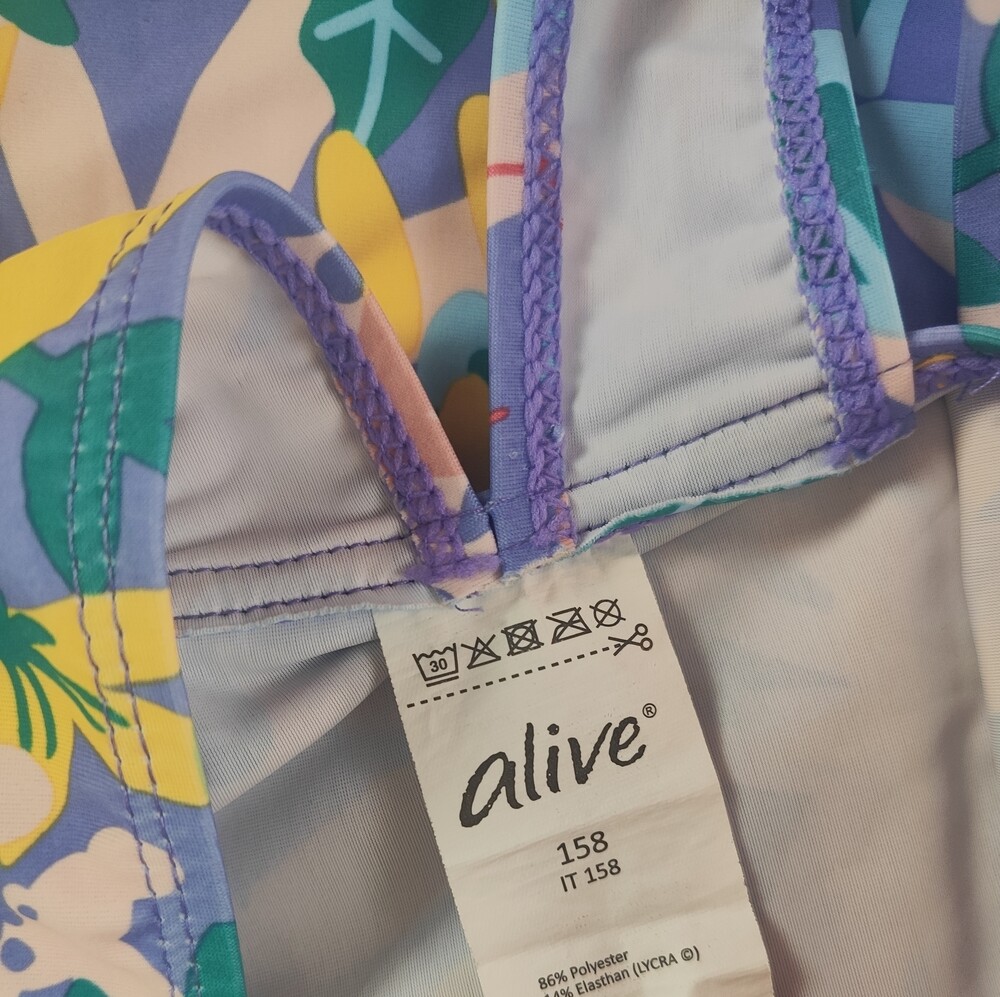 30
alive®
158
IT 158
86% Polyester
14% Elasthan (LYCRA ©)